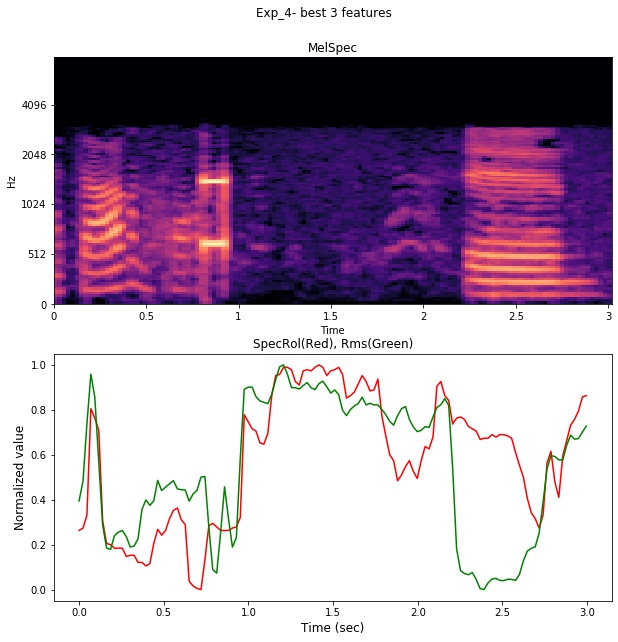 Exp_4- best 3 features
MelSpec
Hz
4096
2048
1024
512
0
0 0.5 1 1.5 2 2.5 3
Time
SpecRol(Red), Rms(Green)
Normalized value
1.0
0.8
0.6
0.4
0.2
0.0
0.0 0.5 1.0 1.5 2.0 2.5 3.0
Time (sec)